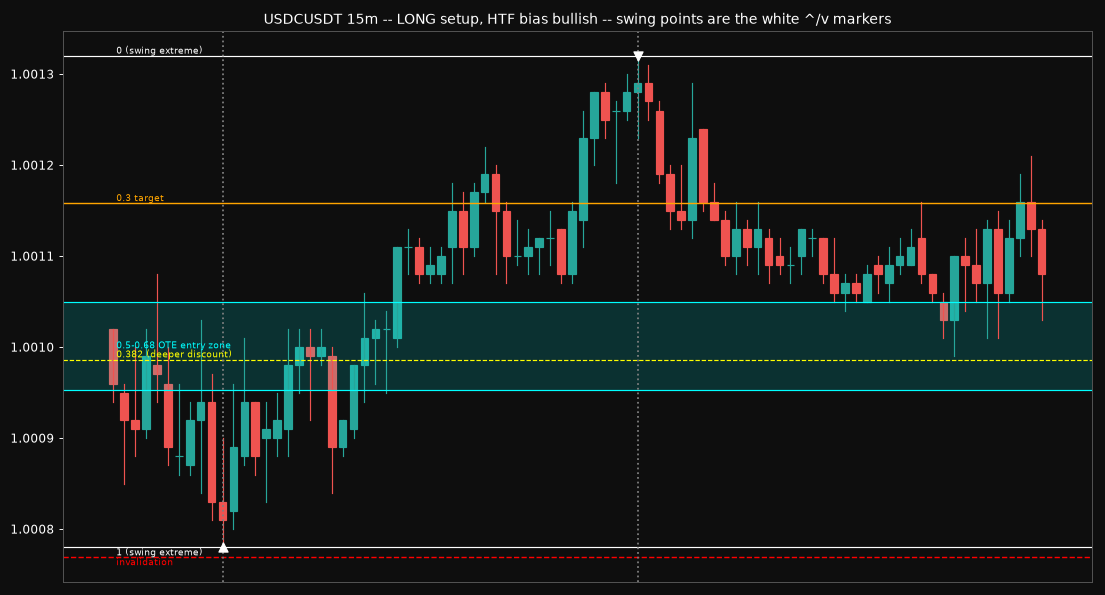 USDCUSDT 15m -- LONG setup, HTF bias bullish -- swing points are the white ^/v markers
0 (swing extreme)
1.0013
1.0012
0.3 target
1.0011
0.5-0.68 OTE entry zone
1.0010
0.382 (deeper discount)
1.0009
1.0008
1 (swing extreme)
invalidation